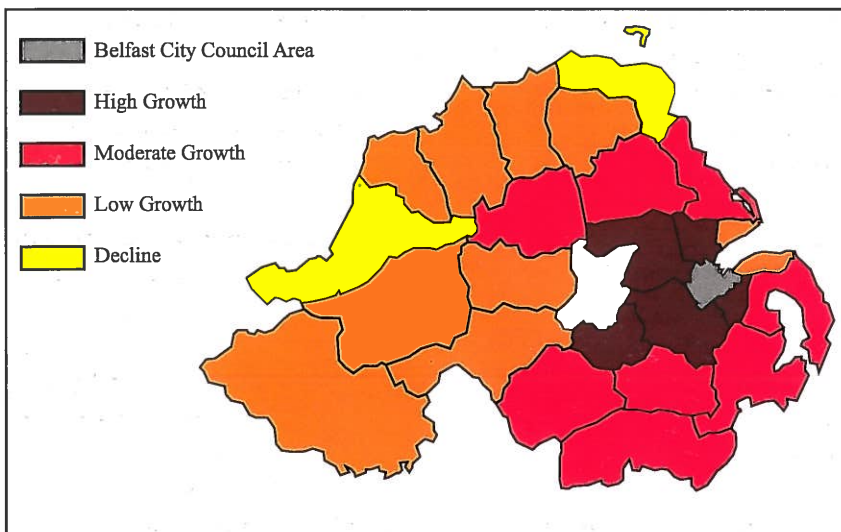 Belfast City Council Area
High Growth
Moderate Growth
Low Growth
Decline